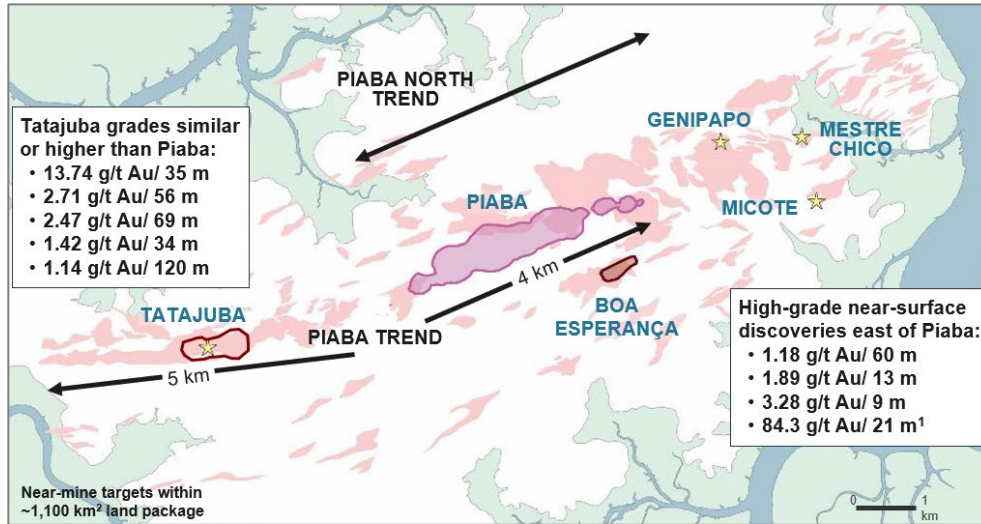 PIABA NORTH
TREND
Tatajuba grades similar
or higher than Piaba:
• 13.74 g/t Au/ 35 m
• 2.71 g/t Au/ 56 m
• 2.47 g/t Au/ 69 m
• 1.42 g/t Au/ 34 m
• 1.14 g/t Au/ 120 m
GENIPAPO
MESTRE
CHICO
MICOTE
PIABA
4 km
BOA
ESPERANÇA
TATAJUBA
PIABA TREND
5 km
High-grade near-surface
discoveries east of Piaba:
• 1.18 g/t Au/ 60 m
• 1.89 g/t Au/ 13 m
• 3.28 g/t Au/ 9 m
• 84.3 g/t Au/ 21 m¹
Near-mine targets within
~1,100 km² land package
0 1
km